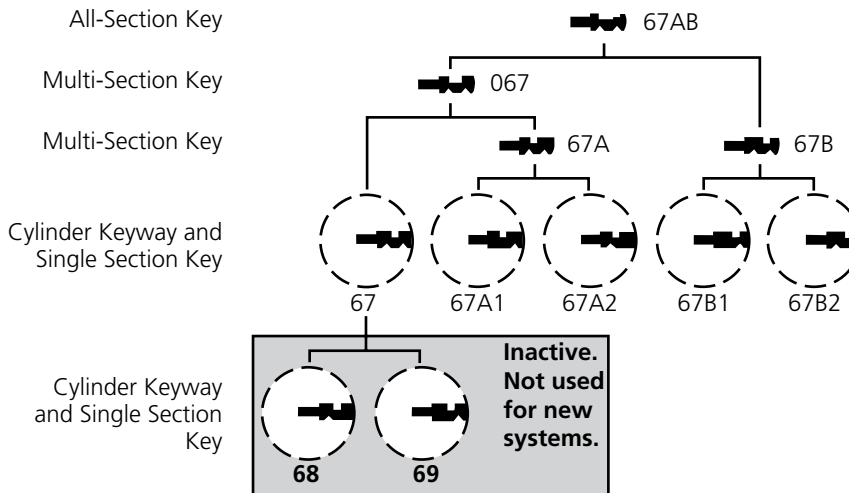 All-Section Key
67AB
Multi-Section Key
067
Multi-Section Key
67A
67B
Cylinder Keyway and
Single Section Key
67
67A1
67A2
67B1
67B2
Cylinder Keyway
and Single Section
Key
Inactive.
Not used
for new
systems.
68
69